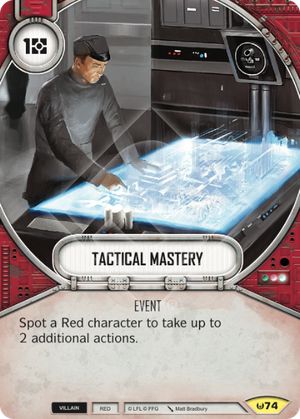 1
TACTICAL MASTERY
EVENT
Spot a Red character to take up to
2 additional actions.
VILLAIN RED © LFL © FFG Matt Bradbury 74